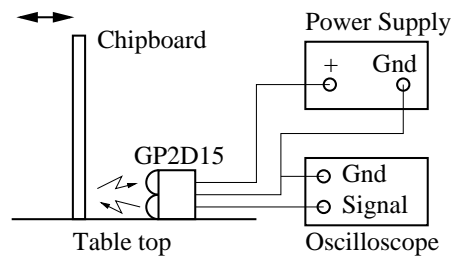 Power Supply
Chipboard
+ Gnd
GP2D15
Gnd
Signal
Table top
Oscilloscope